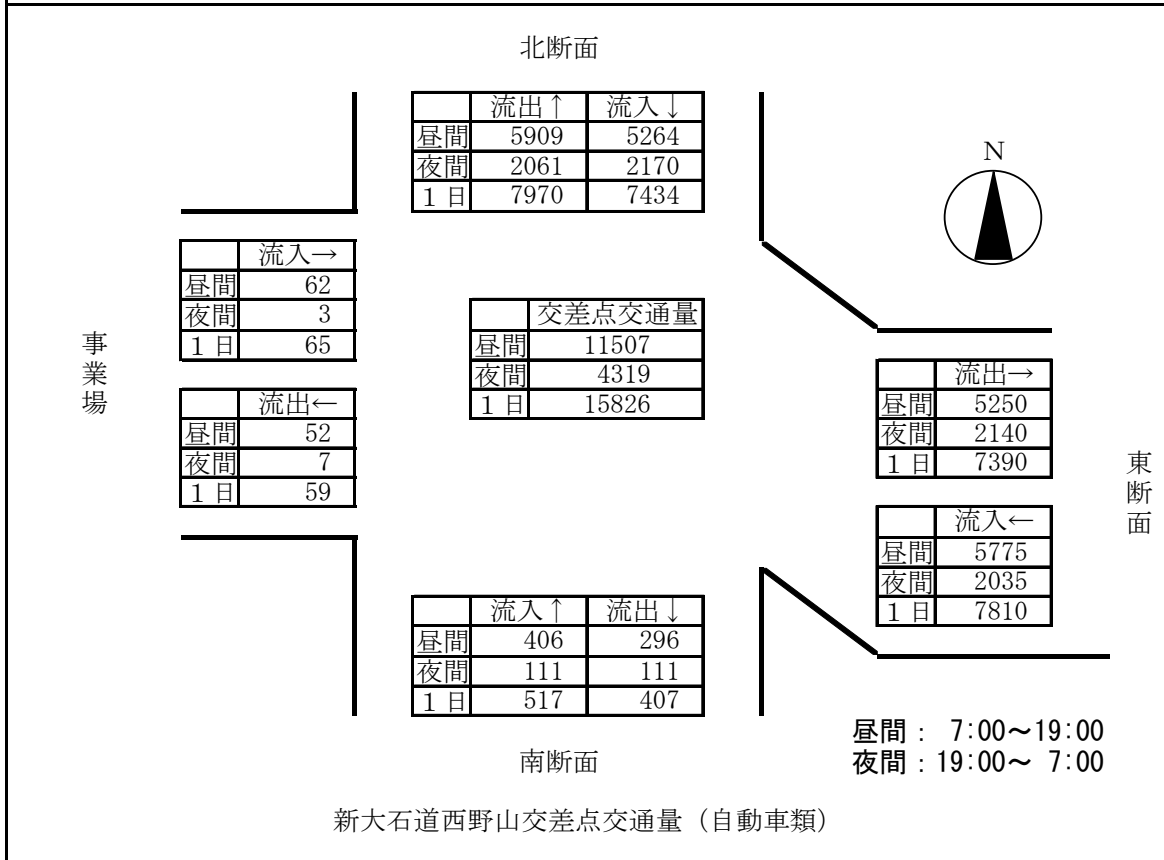 北断面
流出↑ 流入↓
昼間 5909 5264
夜間 2061 2170
1日 7970 7434
N
流入→
昼間 62
夜間 3
1日 65
事業場
流出←
昼間 52
夜間 7
1日 59
交差点交通量
昼間 11507
夜間 4319
1日 15826
流出→
昼間 5250
夜間 2140
1日 7390
東断面
流入←
昼間 5775
夜間 2035
1日 7810
流入↑ 流出↓
昼間 406 296
夜間 111 111
1日 517 407
南断面
昼間： 7:00～19:00
夜間：19:00～ 7:00
新大石道西野山交差点交通量（自動車類）